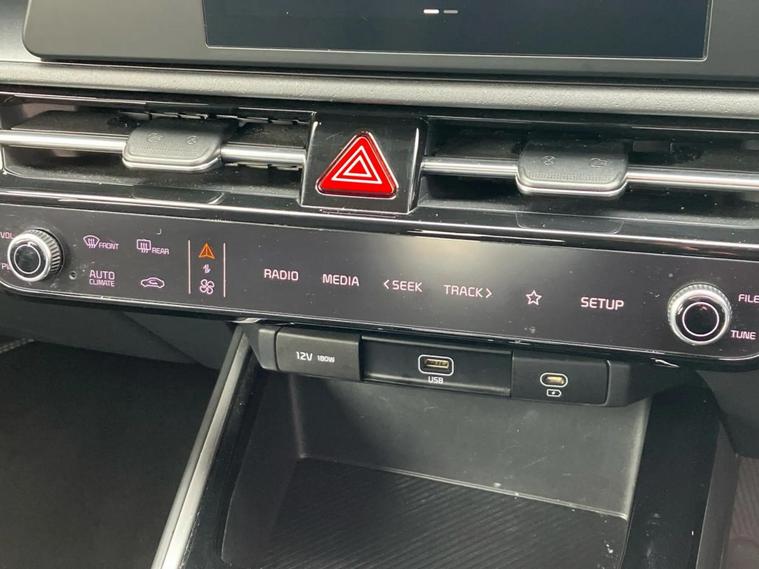 VOL
FRONT
REAR
AUTO
CLIMATE
RADIO
MEDIA
<SEEK
TRACK>
SETUP
FILE
TUNE
12V 180W
USB